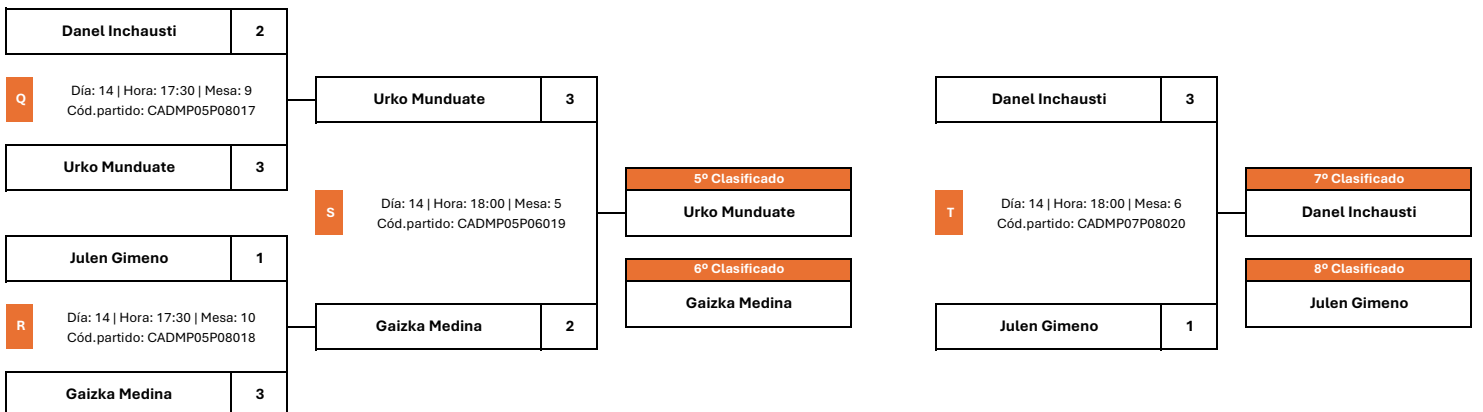 Danel Inchausti 2
Q
Día: 14 | Hora: 17:30 | Mesa: 9
Cód.partido: CADMP05P08017
Urko Munduate 3
Julen Gimeno 1
R
Día: 14 | Hora: 17:30 | Mesa: 10
Cód.partido: CADMP05P08018
Gaizka Medina 3
Urko Munduate 3
S
Día: 14 | Hora: 18:00 | Mesa: 5
Cód.partido: CADMP05P06019
Gaizka Medina 2
5º Clasificado
Urko Munduate
6º Clasificado
Gaizka Medina
Danel Inchausti 3
T
Día: 14 | Hora: 18:00 | Mesa: 6
Cód.partido: CADMP07P08020
Julen Gimeno 1
7º Clasificado
Danel Inchausti
8º Clasificado
Julen Gimeno